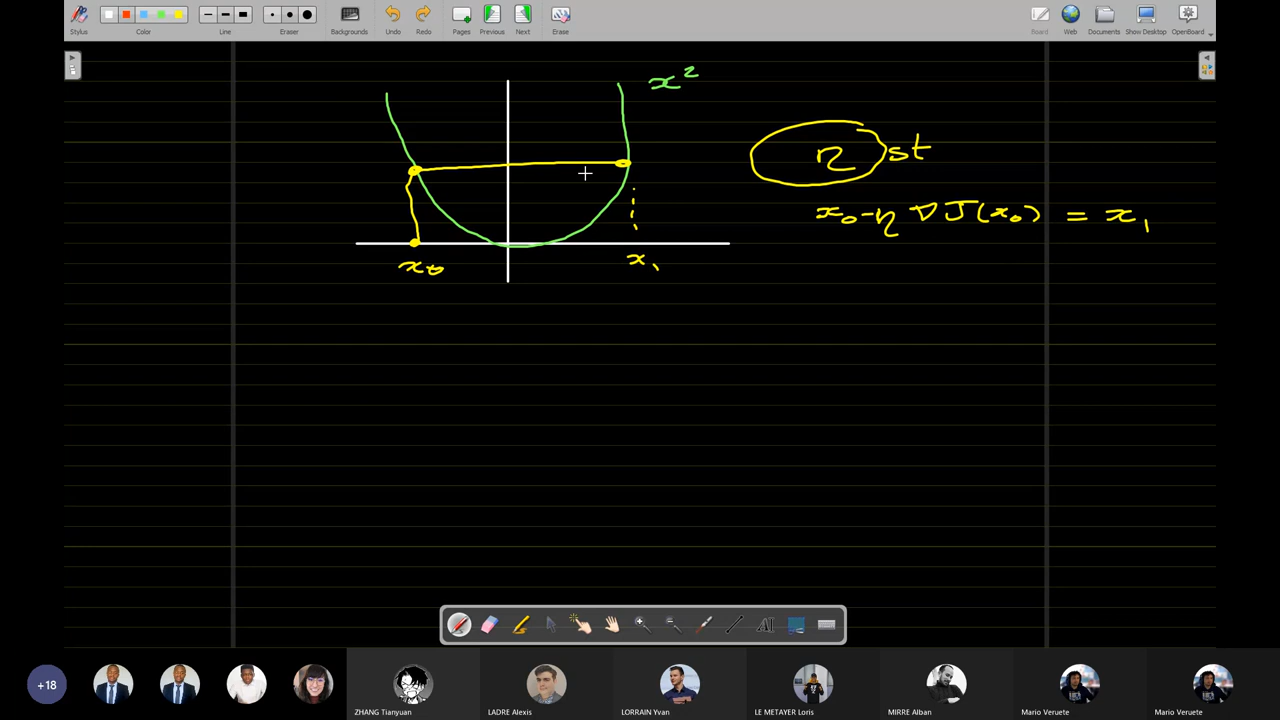 Stylus Color Line Eraser Backgrounds Undo Redo Pages Previous Next Erase Board Web Documents Show Desktop OpenBoard
x²
η st
x₀ - η ∇J(x₀) = x₁
x₀ x₁
+18 ZHANG Tianyuan LADRE Alexis LORRAIN Yvan LE METAYER Loris MIRRE Alban Mario Veruete Mario Veruete